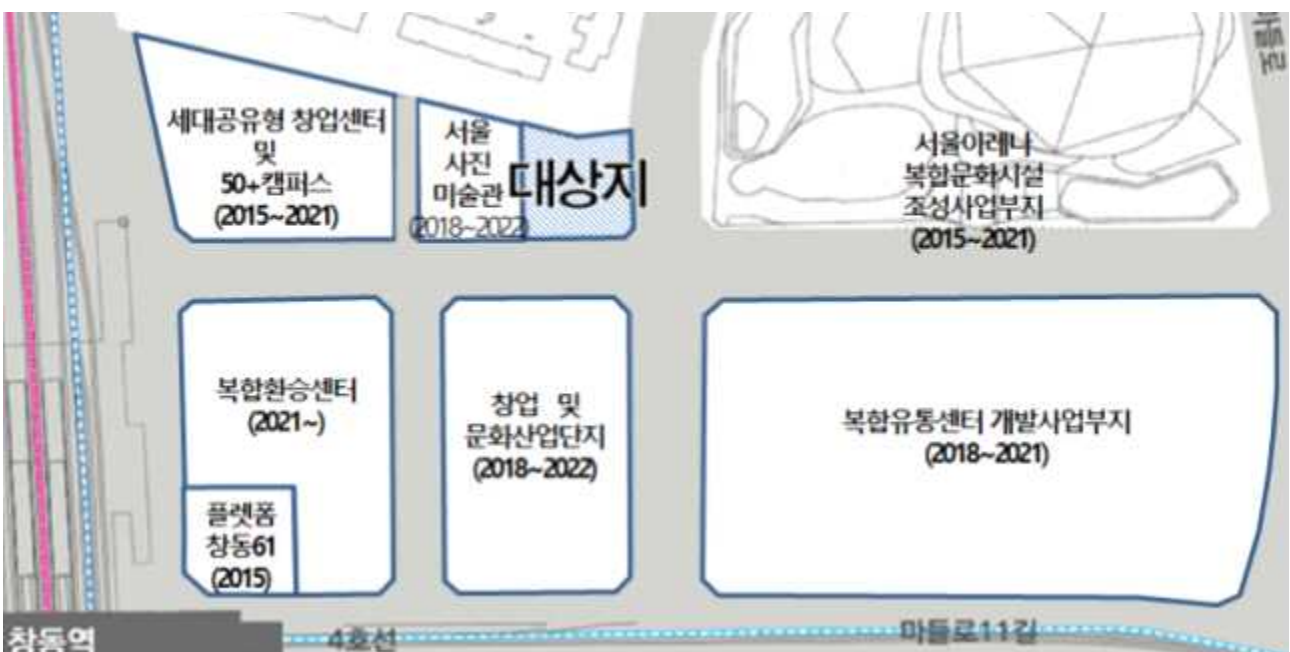 마들로
세대공유형 창업센터
및
50+캠퍼스
(2015~2021)
서울
사진
미술관
(2018~2022)
대상지
서울아레나
복합문화시설
조성사업부지
(2015~2021)
복합환승센터
(2021~)
플렛폼
창동61
(2015)
창업 및
문화산업단지
(2018~2022)
복합유통센터 개발사업부지
(2018~2021)
창동역
4호선
마들로11길